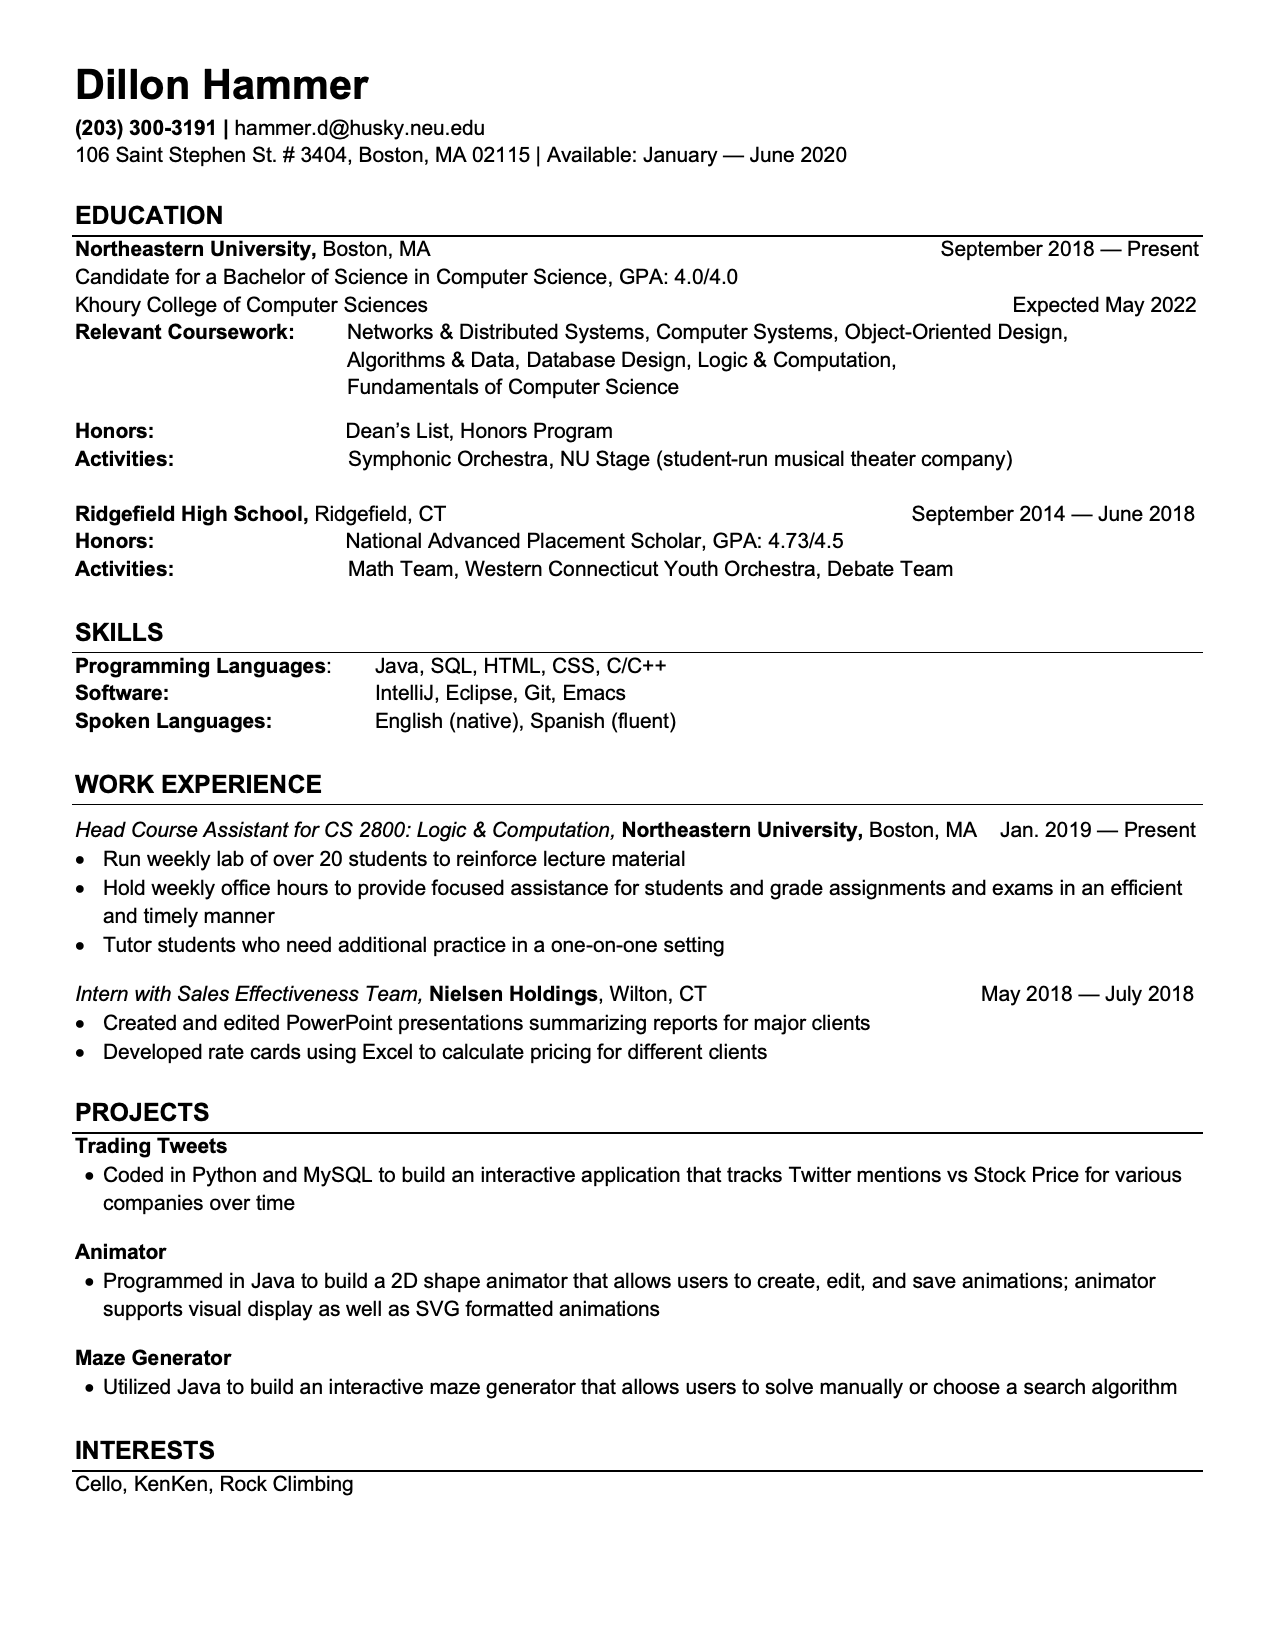 Dillon Hammer
(203) 300-3191 | hammer.d@husky.neu.edu
106 Saint Stephen St. # 3404, Boston, MA 02115 | Available: January — June 2020
EDUCATION
Northeastern University, Boston, MA September 2018 — Present
Candidate for a Bachelor of Science in Computer Science, GPA: 4.0/4.0
Khoury College of Computer Sciences Expected May 2022
Relevant Coursework: Networks & Distributed Systems, Computer Systems, Object-Oriented Design,
Algorithms & Data, Database Design, Logic & Computation,
Fundamentals of Computer Science
Honors: Dean’s List, Honors Program
Activities: Symphonic Orchestra, NU Stage (student-run musical theater company)
Ridgefield High School, Ridgefield, CT September 2014 — June 2018
Honors: National Advanced Placement Scholar, GPA: 4.73/4.5
Activities: Math Team, Western Connecticut Youth Orchestra, Debate Team
SKILLS
Programming Languages: Java, SQL, HTML, CSS, C/C++
Software: IntelliJ, Eclipse, Git, Emacs
Spoken Languages: English (native), Spanish (fluent)
WORK EXPERIENCE
Head Course Assistant for CS 2800: Logic & Computation, Northeastern University, Boston, MA Jan. 2019 — Present
• Run weekly lab of over 20 students to reinforce lecture material
• Hold weekly office hours to provide focused assistance for students and grade assignments and exams in an efficient
and timely manner
• Tutor students who need additional practice in a one-on-one setting
Intern with Sales Effectiveness Team, Nielsen Holdings, Wilton, CT May 2018 — July 2018
• Created and edited PowerPoint presentations summarizing reports for major clients
• Developed rate cards using Excel to calculate pricing for different clients
PROJECTS
Trading Tweets
• Coded in Python and MySQL to build an interactive application that tracks Twitter mentions vs Stock Price for various
companies over time
Animator
• Programmed in Java to build a 2D shape animator that allows users to create, edit, and save animations; animator
supports visual display as well as SVG formatted animations
Maze Generator
• Utilized Java to build an interactive maze generator that allows users to solve manually or choose a search algorithm
INTERESTS
Cello, KenKen, Rock Climbing